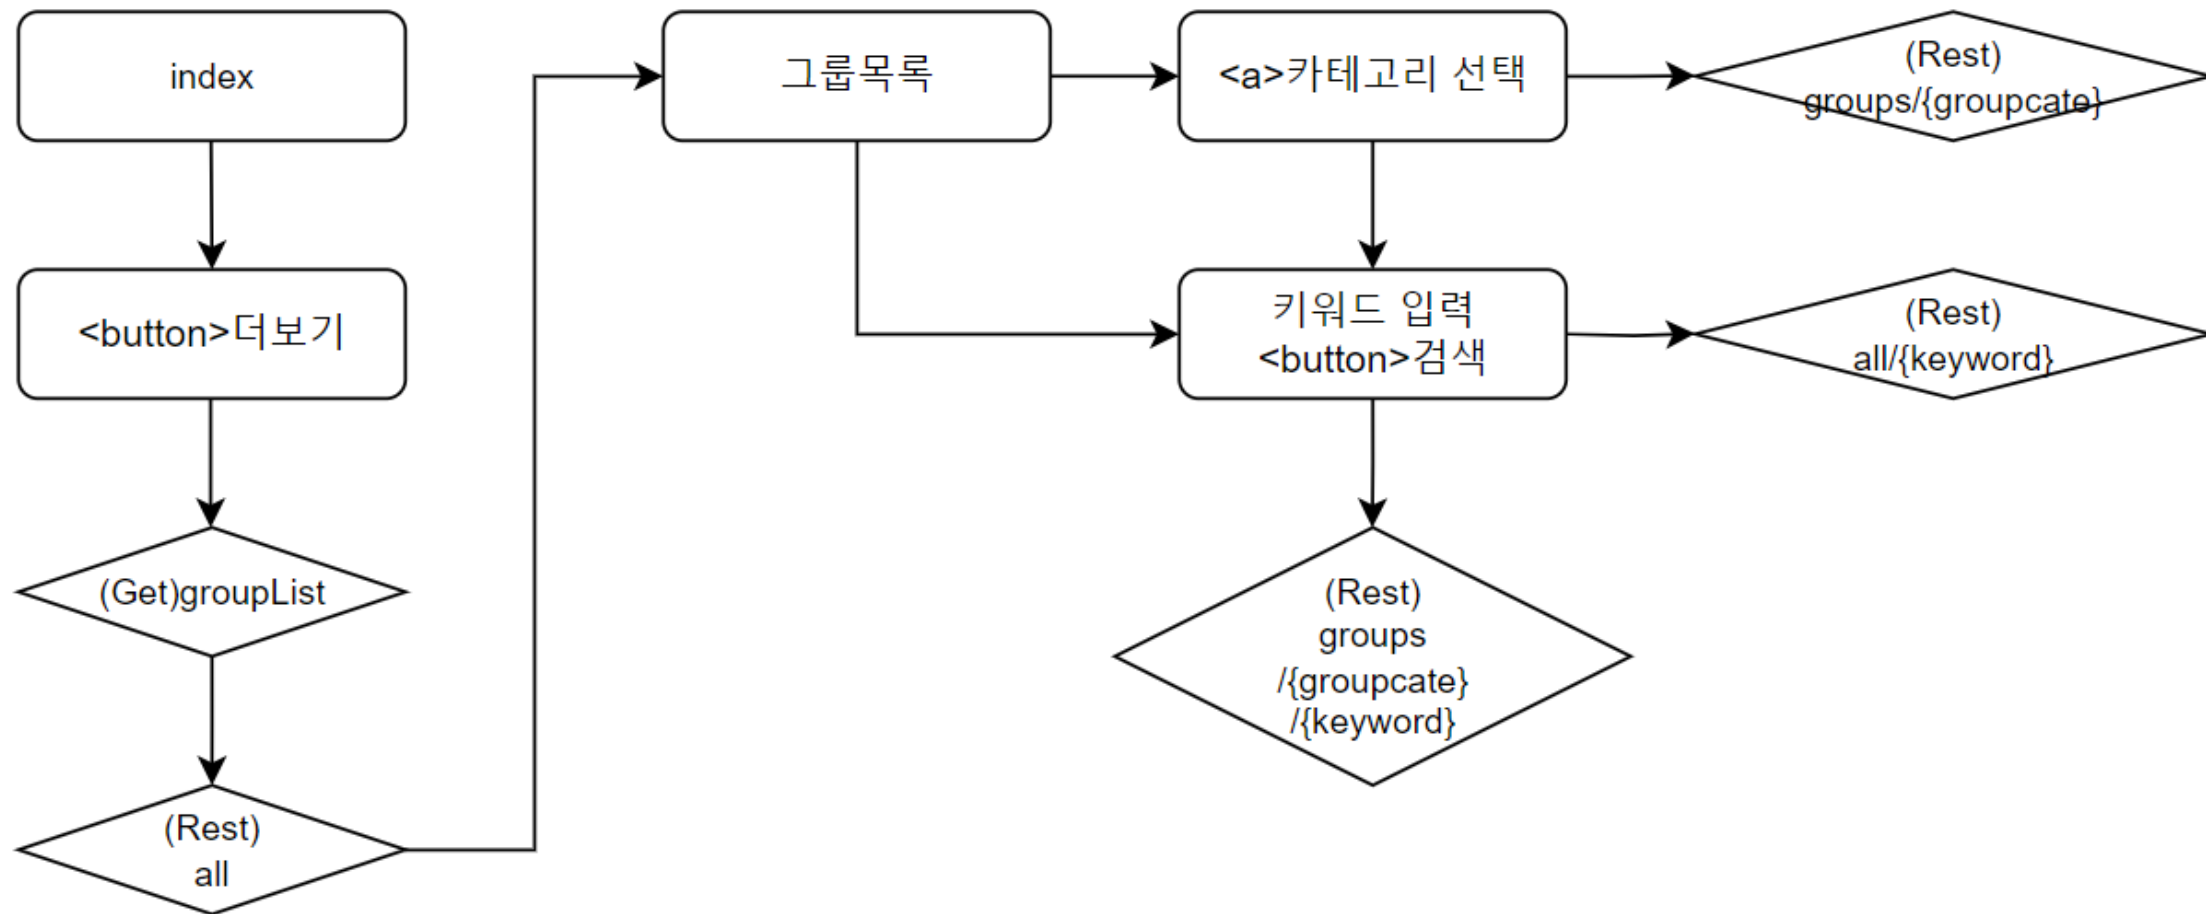 index
<button>더보기
(Get)groupList
(Rest)
all
그룹목록
<a>카테고리 선택
(Rest)
groups/{groupcate}
키워드 입력
<button>검색
(Rest)
all/{keyword}
(Rest)
groups
/{groupcate}
/{keyword}